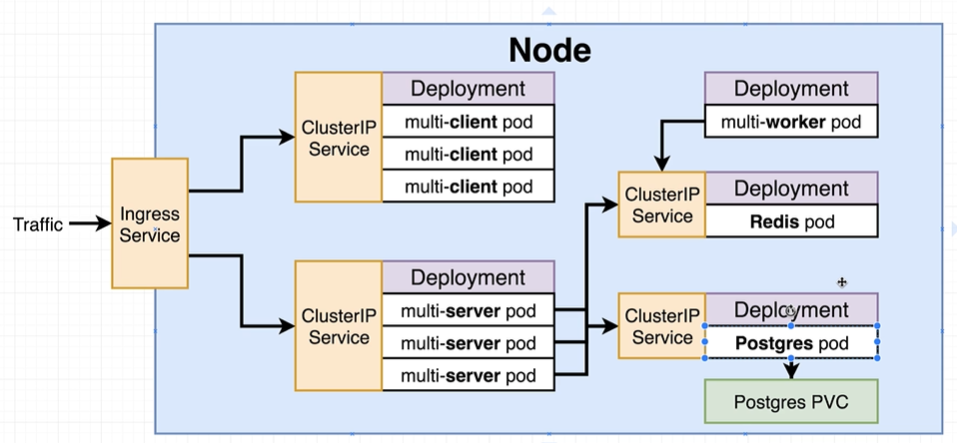 Node
Traffic
Ingress
Service
ClusterIP
Service
Deployment
multi-client pod
multi-client pod
multi-client pod
ClusterIP
Service
Deployment
multi-server pod
multi-server pod
multi-server pod
Deployment
multi-worker pod
ClusterIP
Service
Deployment
Redis pod
ClusterIP
Service
Deployment
Postgres pod
Postgres PVC